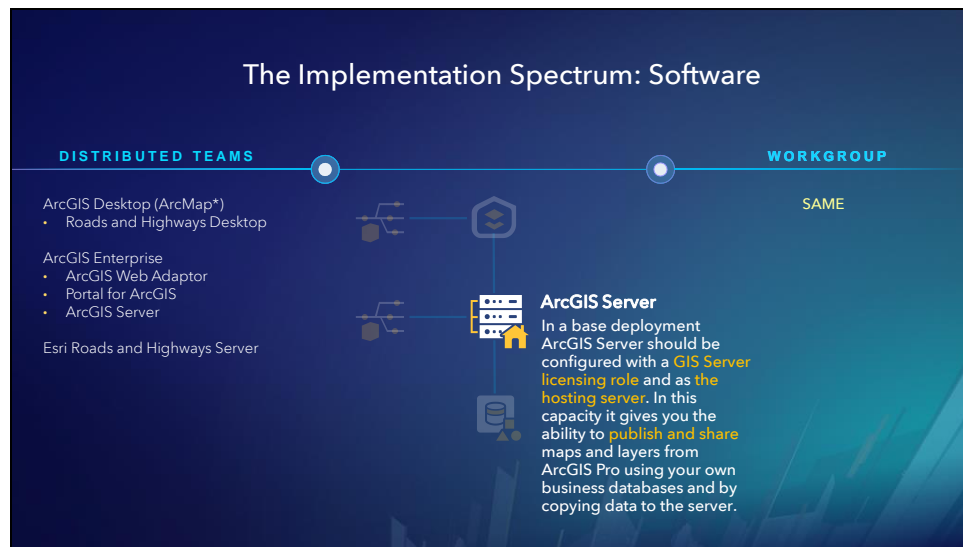 The Implementation Spectrum: Software
DISTRIBUTED TEAMS
WORKGROUP
ArcGIS Desktop (ArcMap*)
• Roads and Highways Desktop
ArcGIS Enterprise
• ArcGIS Web Adaptor
• Portal for ArcGIS
• ArcGIS Server
Esri Roads and Highways Server
SAME
ArcGIS Server
In a base deployment
ArcGIS Server should be
configured with a GIS Server
licensing role and as the
hosting server. In this
capacity it gives you the
ability to publish and share
maps and layers from
ArcGIS Pro using your own
business databases and by
copying data to the server.